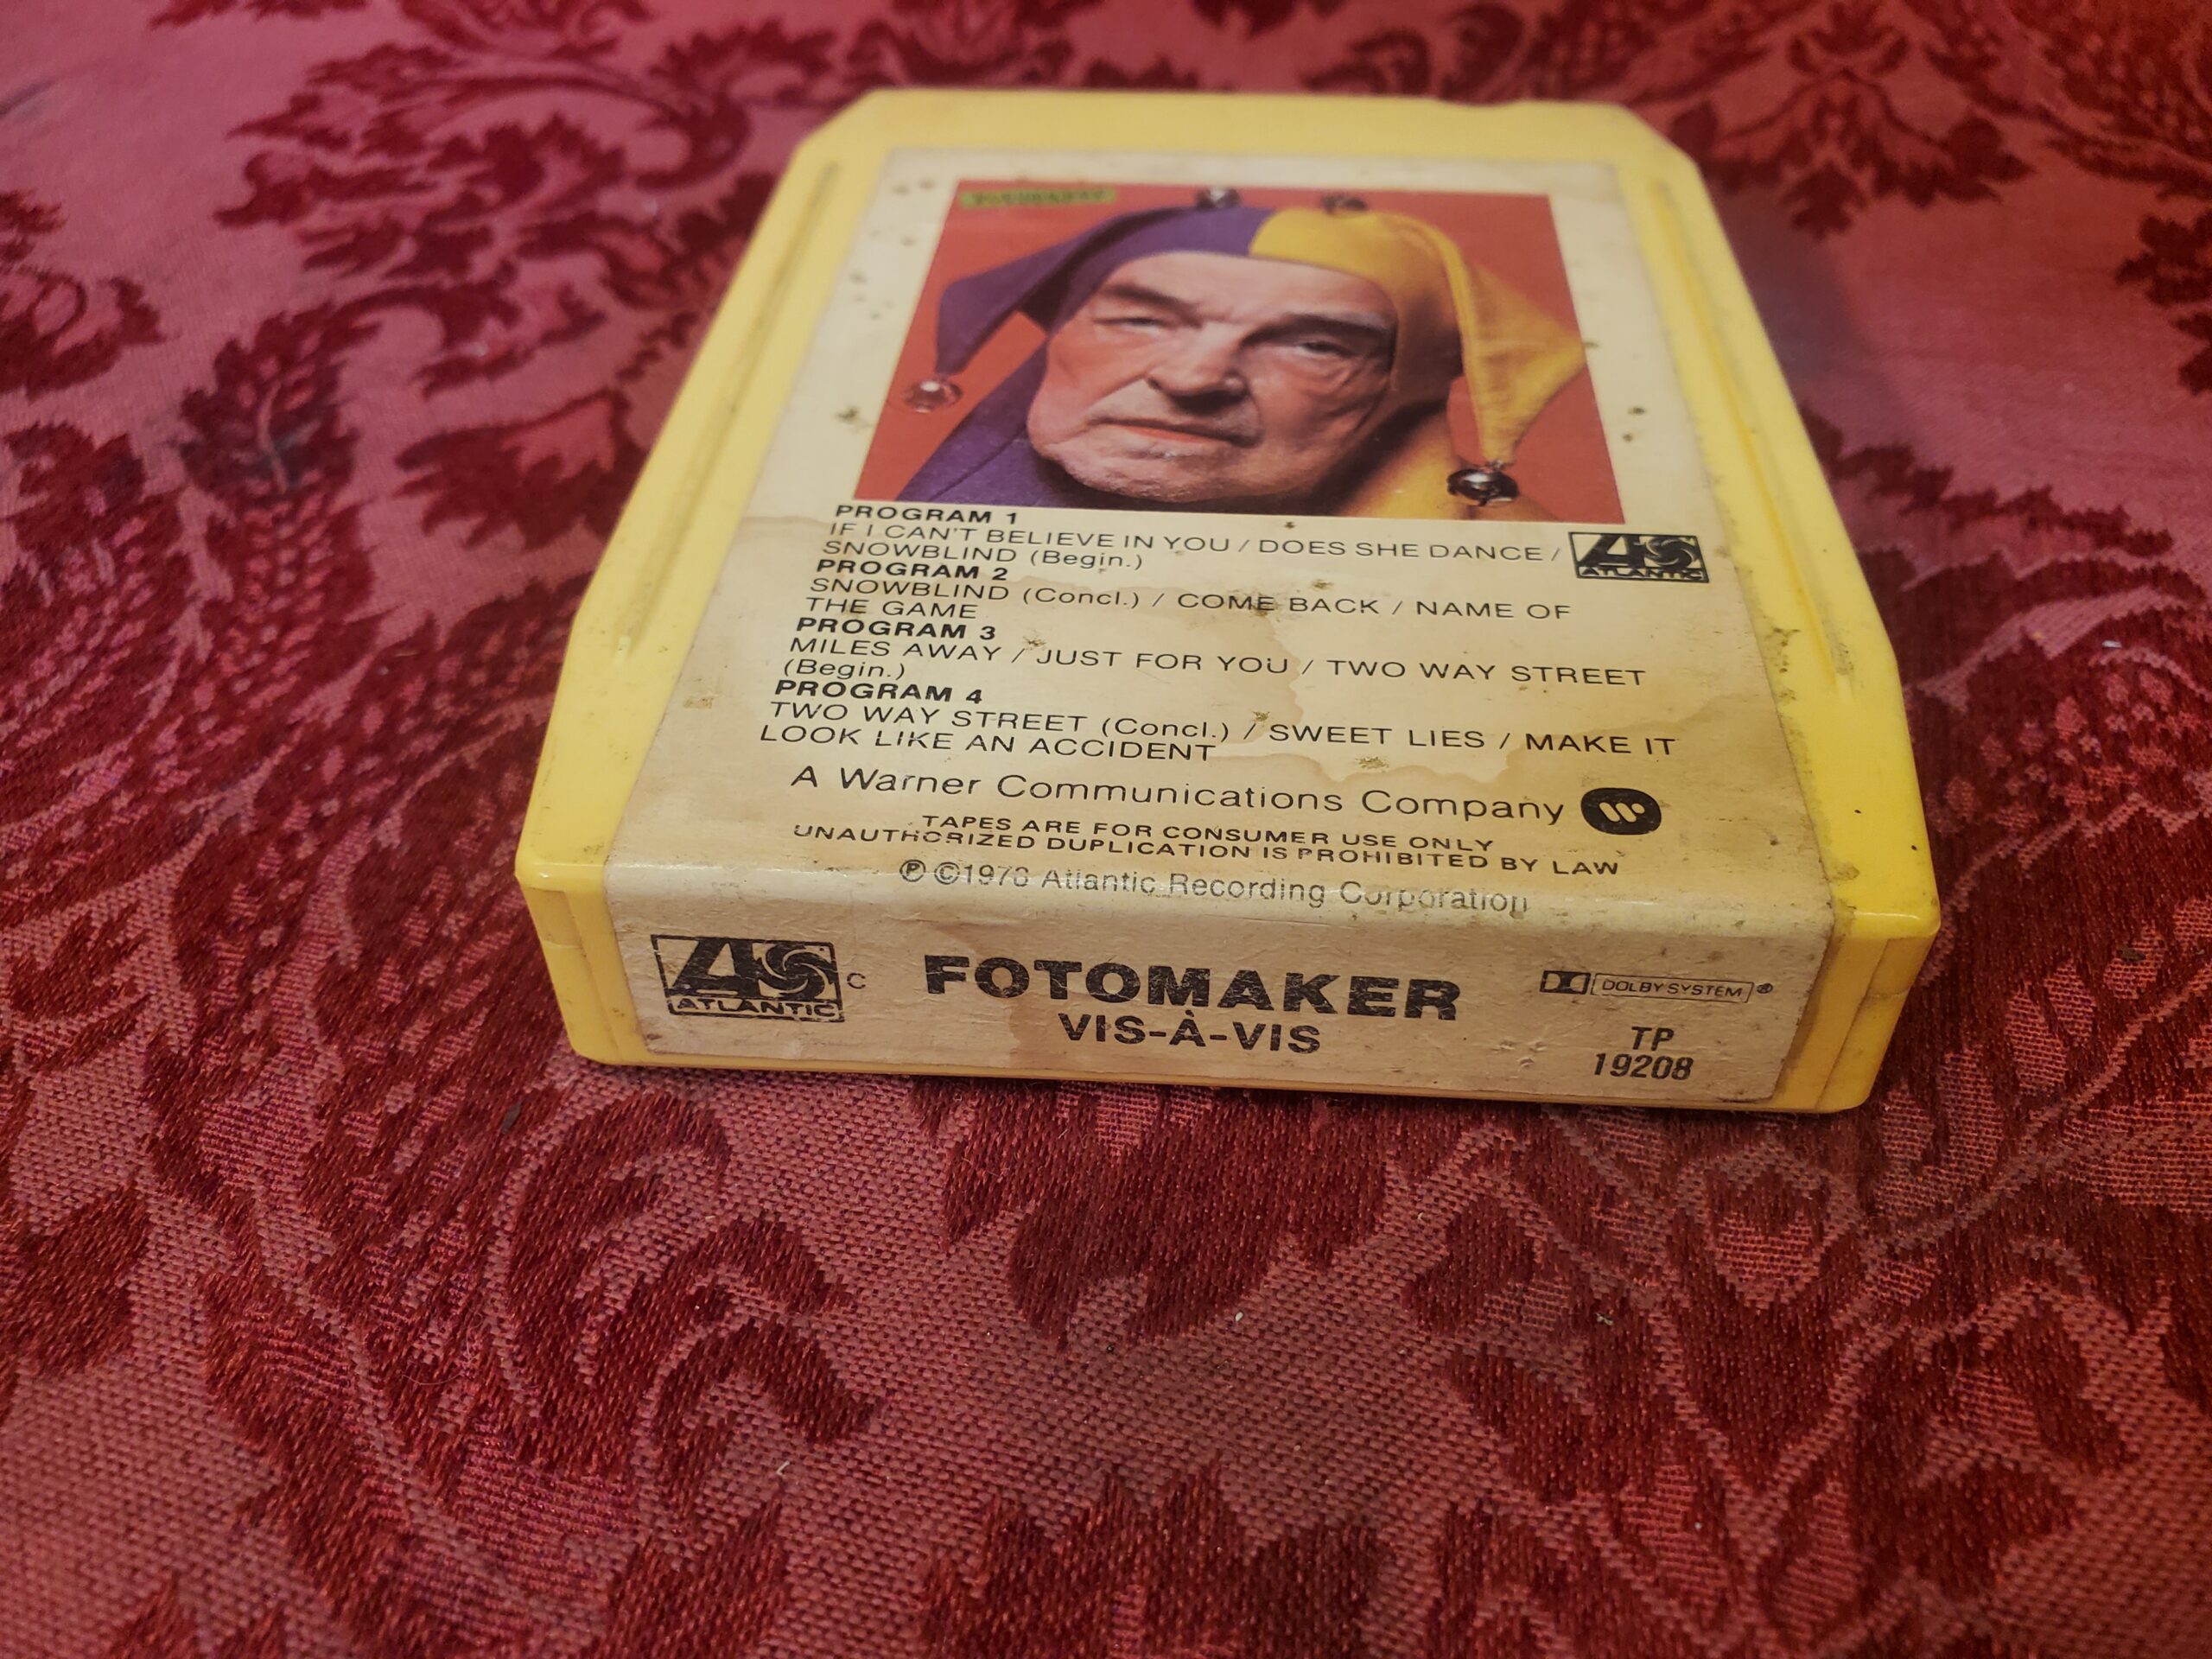 PROGRAM 1
IF I CAN'T BELIEVE IN YOU / DOES SHE DANCE /
SNOWBLIND (Begin.)
ATLANTIC
PROGRAM 2
SNOWBLIND (Concl.) / COME BACK / NAME OF
THE GAME
PROGRAM 3
MILES AWAY / JUST FOR YOU / TWO WAY STREET
(Begin.)
PROGRAM 4
TWO WAY STREET (Concl.) / SWEET LIES / MAKE IT
LOOK LIKE AN ACCIDENT
A Warner Communications Company
TAPES ARE FOR CONSUMER USE ONLY
UNAUTHORIZED DUPLICATION IS PROHIBITED BY LAW
℗ ©1978 Atlantic Recording Corporation
ATLANTIC
C
FOTOMAKER
VIS-À-VIS
DOLBY SYSTEM ®
TP
19208